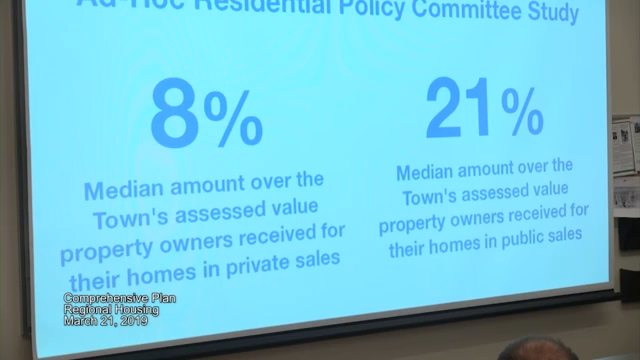 Ad-Hoc Residential Policy Committee Study
8%
Median amount over the
Town's assessed value
property owners received for
their homes in private sales
21%
Median amount over the
Town's assessed value
property owners received for
their homes in public sales
Comprehensive Plan
Regional Housing
March 21, 2019